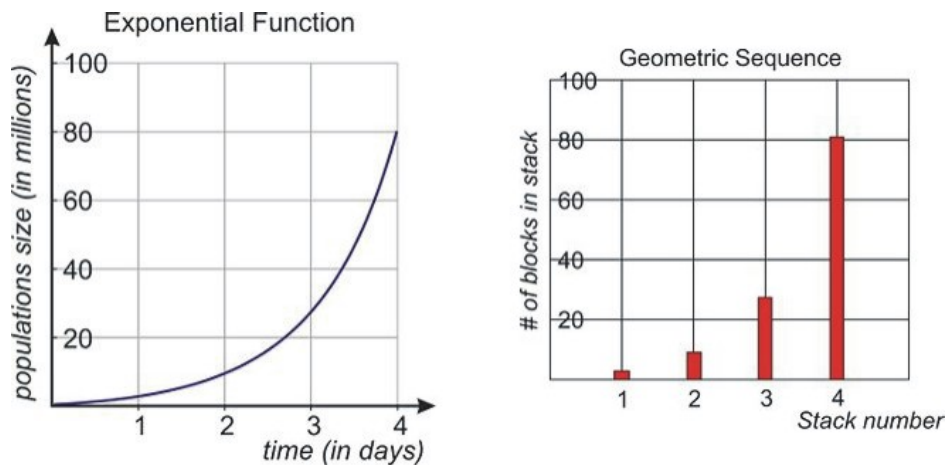 Exponential Function
populations size (in millions)
100
80
60
40
20
1 2 3 4
time (in days)
Geometric Sequence
# of blocks in stack
100
80
60
40
20
1 2 3 4
Stack number